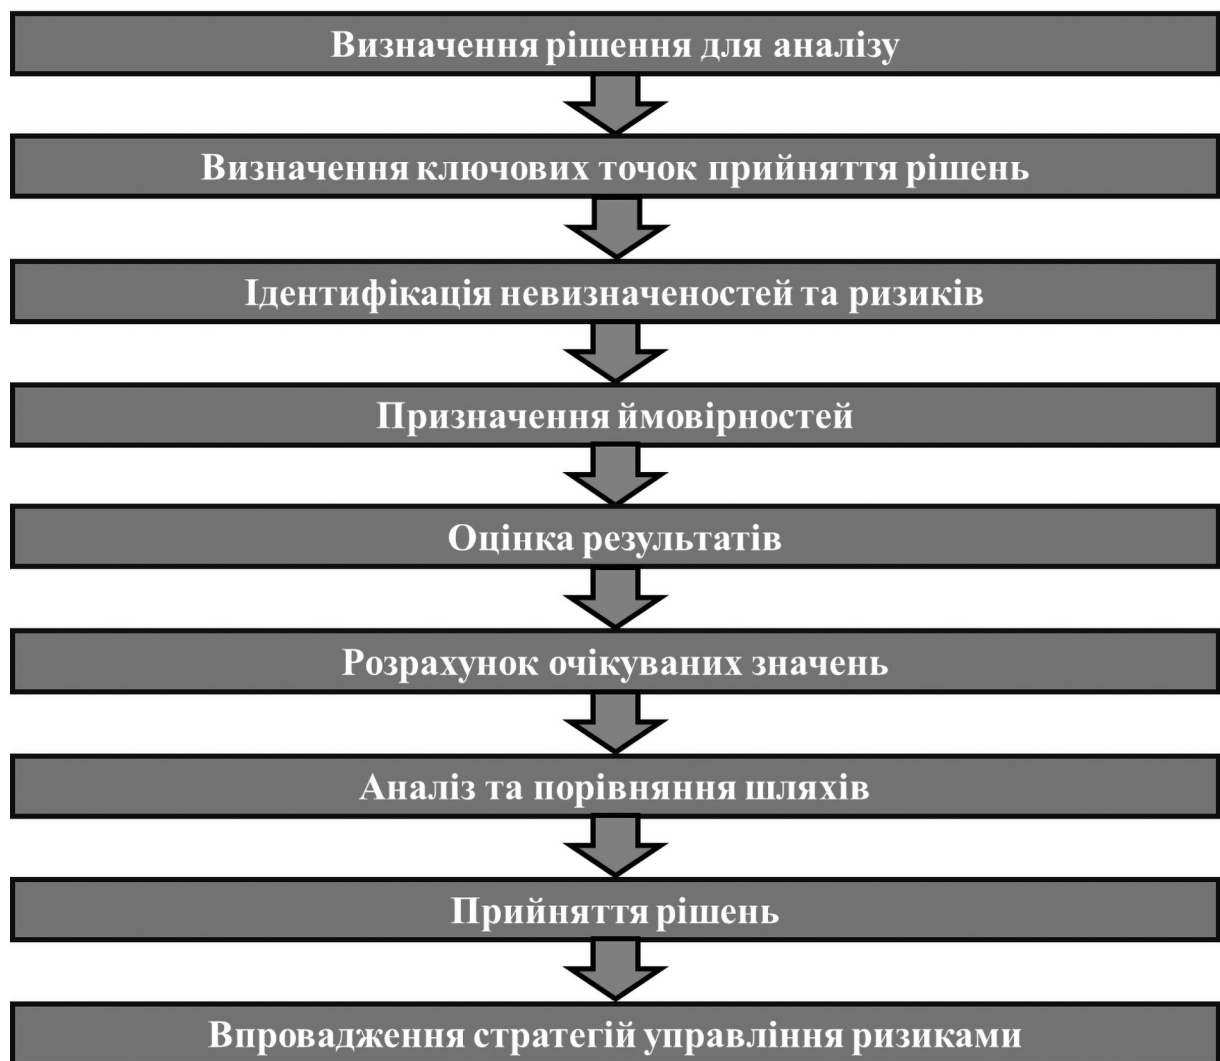 Визначення рішення для аналізу
Визначення ключових точок прийняття рішень
Ідентифікація невизначеностей та ризиків
Призначення ймовірностей
Оцінка результатів
Розрахунок очікуваних значень
Аналіз та порівняння шляхів
Прийняття рішень
Впровадження стратегій управління ризиками